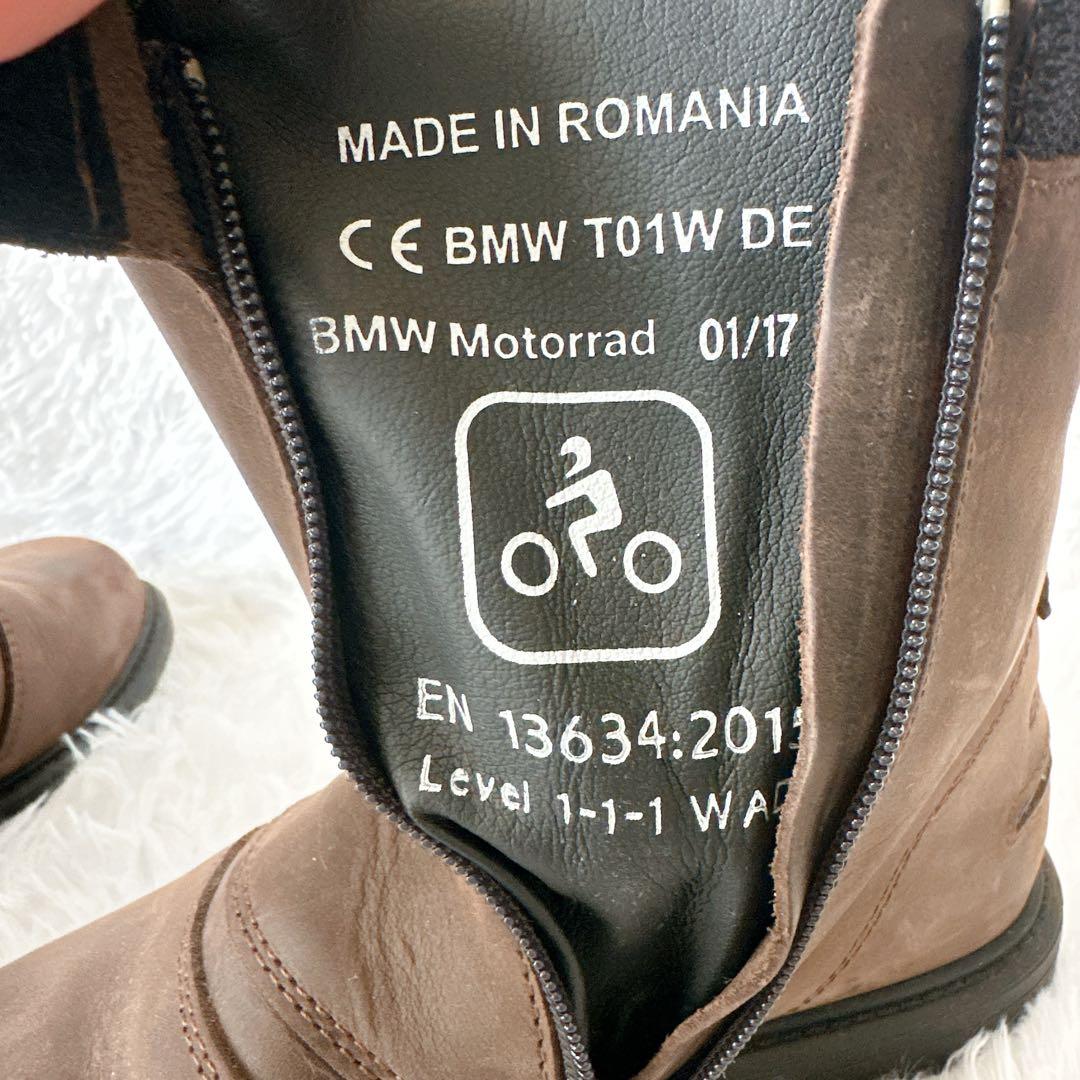 MADE IN ROMANIA
CE BMW T01W DE
BMW Motorrad 01/17
EN 13634:2015
Level 1-1-1